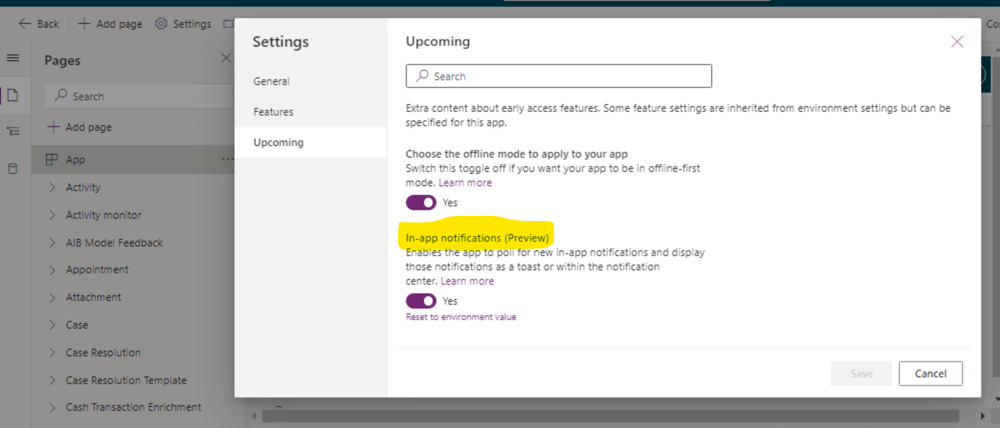 Back
Add page
Settings
Pages
Search
Add page
App
Activity
Activity monitor
AIB Model Feedback
Appointment
Attachment
Case
Case Resolution
Case Resolution Template
Cash Transaction Enrichment
Settings
General
Features
Upcoming
Upcoming
Search
Extra content about early access features. Some feature settings are inherited from environment settings but can be
specified for this app.
Choose the offline mode to apply to your app
Switch this toggle off if you want your app to be in offline-first
mode. Learn more
Yes
In-app notifications (Preview)
Enables the app to poll for new in-app notifications and display
those notifications as a toast or within the notification
center. Learn more
Yes
Reset to environment value
Save
Cancel